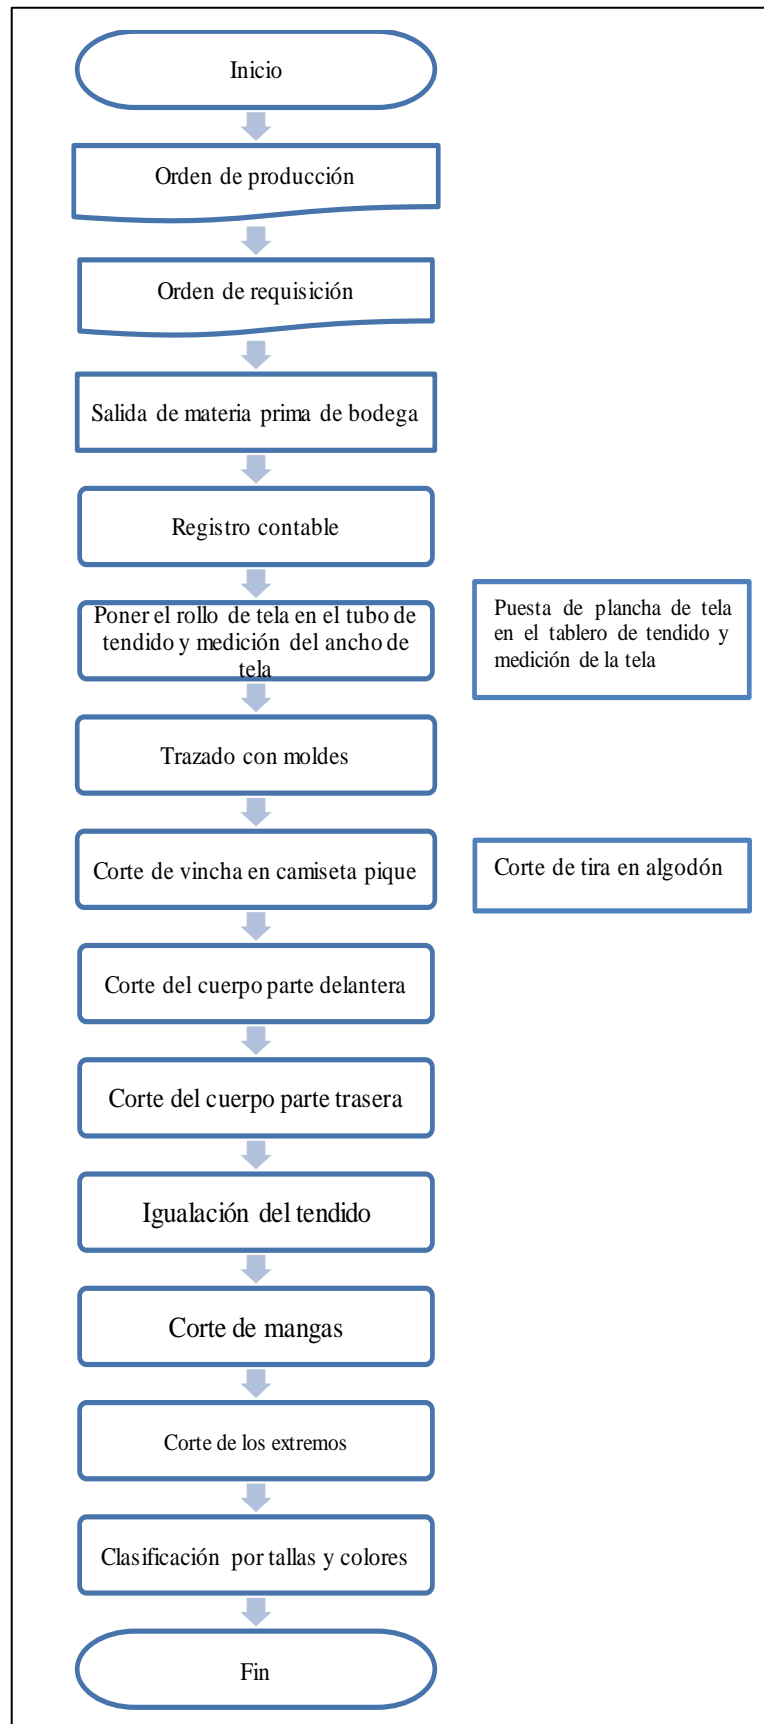 Inicio
Orden de producción
Orden de requisición
Salida de materia prima de bodega
Registro contable
Poner el rollo de tela en el tubo de
tendido y medición del ancho de
tela
Puesta de plancha de tela
en el tablero de tendido y
medición de la tela
Trazado con moldes
Corte de vincha en camiseta pique
Corte de tira en algodón
Corte del cuerpo parte delantera
Corte del cuerpo parte trasera
Igualación del tendido
Corte de mangas
Corte de los extremos
Clasificación por tallas y colores
Fin